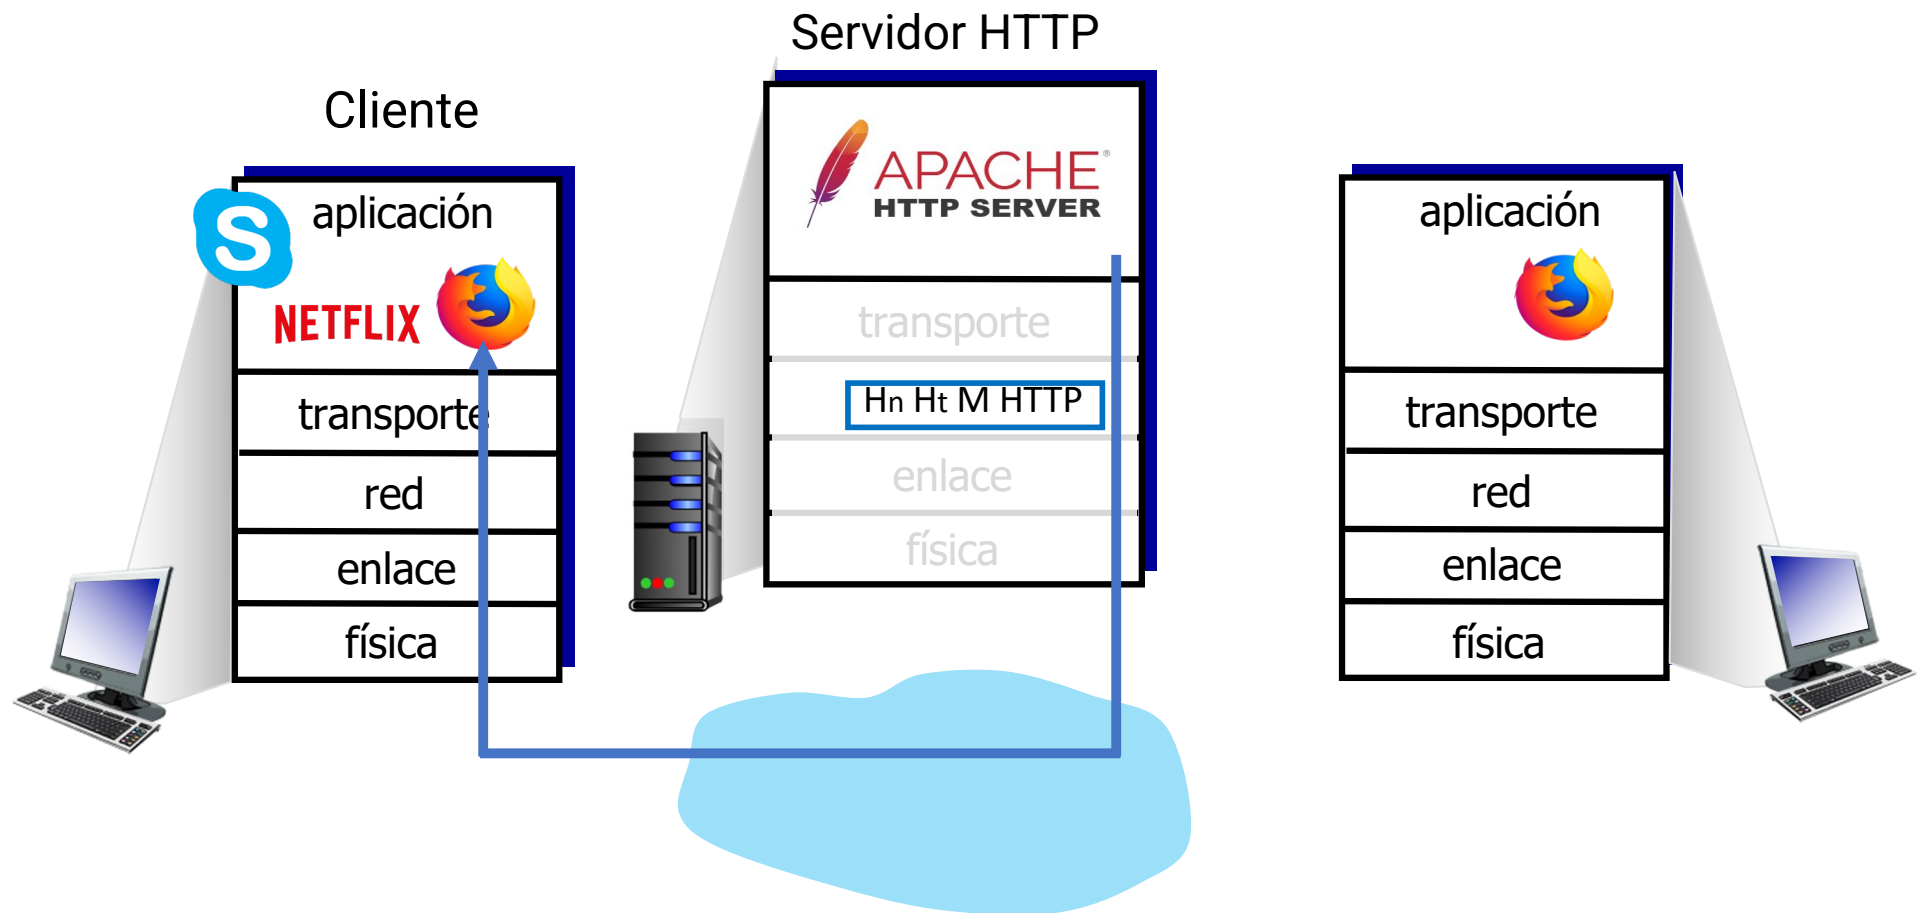 Servidor HTTP
Cliente
APACHE®
HTTP SERVER
S
aplicación
NETFLIX
transporte
red
enlace
física
transporte
Hn Ht M HTTP
enlace
física
aplicación
transporte
red
enlace
física